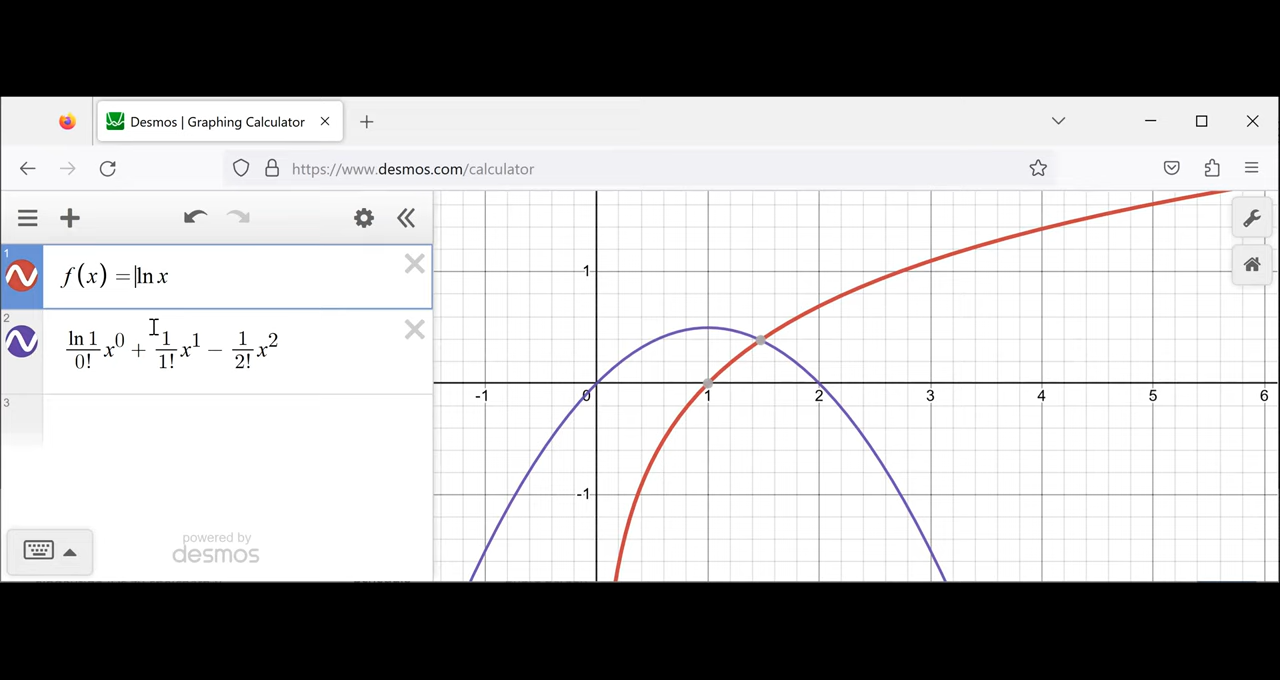 Desmos | Graphing Calculator
https://www.desmos.com/calculator
1
f(x) = ln x
2
ln 1/0! x^0 + 1/1! x^1 − 1/2! x^2
3
powered by
desmos
1
-1 0 1 2 3 4 5 6
-1